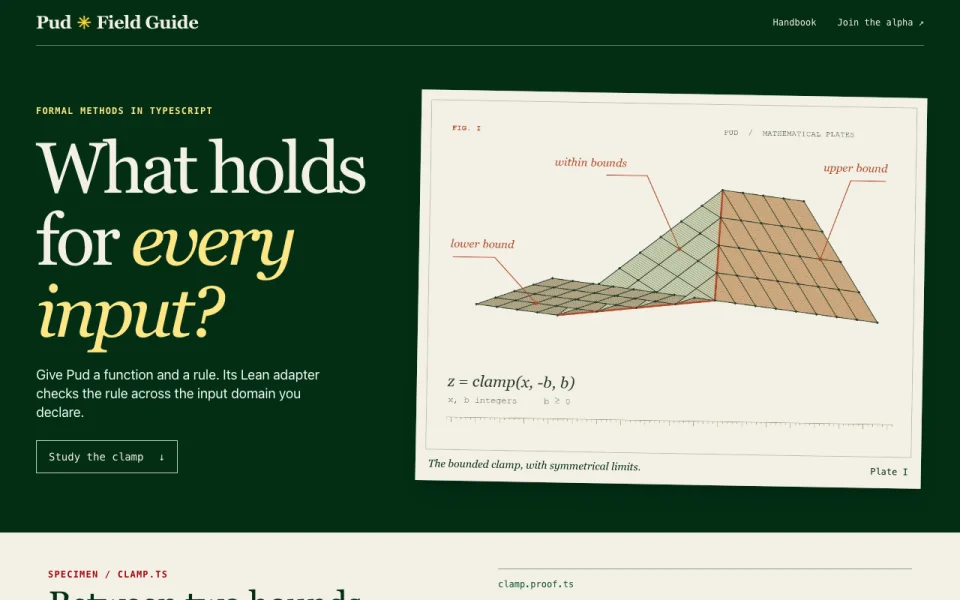 Pud ✳ Field Guide
Handbook
Join the alpha ↗
FORMAL METHODS IN TYPESCRIPT
What holds
for every
input?
Give Pud a function and a rule. Its Lean adapter
checks the rule across the input domain you
declare.
Study the clamp ↓
FIG. I
PUD / MATHEMATICAL PLATES
within bounds
upper bound
lower bound
z = clamp(x, -b, b)
x, b integers b ≥ 0
The bounded clamp, with symmetrical limits.
Plate I
SPECIMEN / CLAMP.TS
Between two bounds
clamp.proof.ts